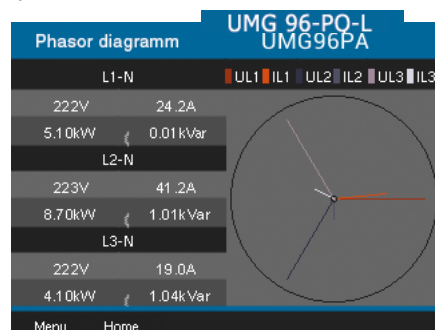 UMG 96-PQ-L
Phasor diagramm UMG96PA
L1-N UL1 IL1 UL2 IL2 UL3 IL3
222V 24.2A
5.10kW 0.01kVar
L2-N
223V 41.2A
8.70kW 1.01kVar
L3-N
222V 19.0A
4.10kW 1.04kVar
Menu Home